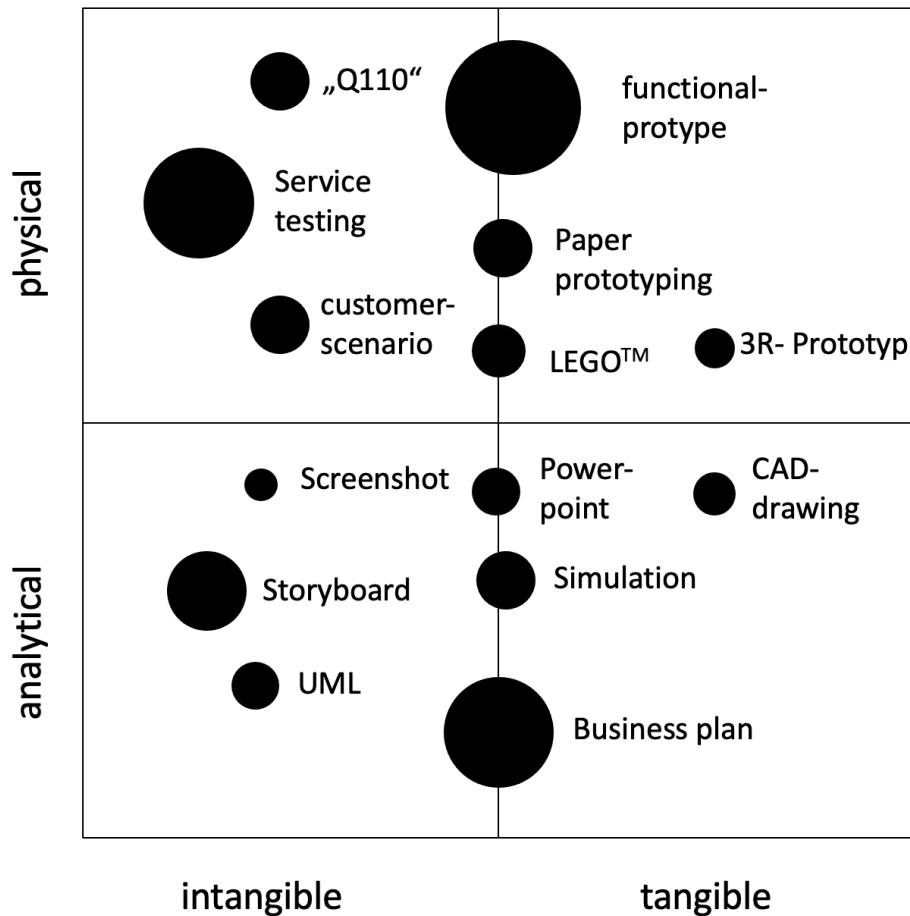 „Q110“
functional-
protype
Service
testing
Paper
prototyping
customer-
scenario
LEGO™
3R- Prototyp
physical
Screenshot
Power-
point
CAD-
drawing
Storyboard
Simulation
UML
Business plan
analytical
intangible
tangible